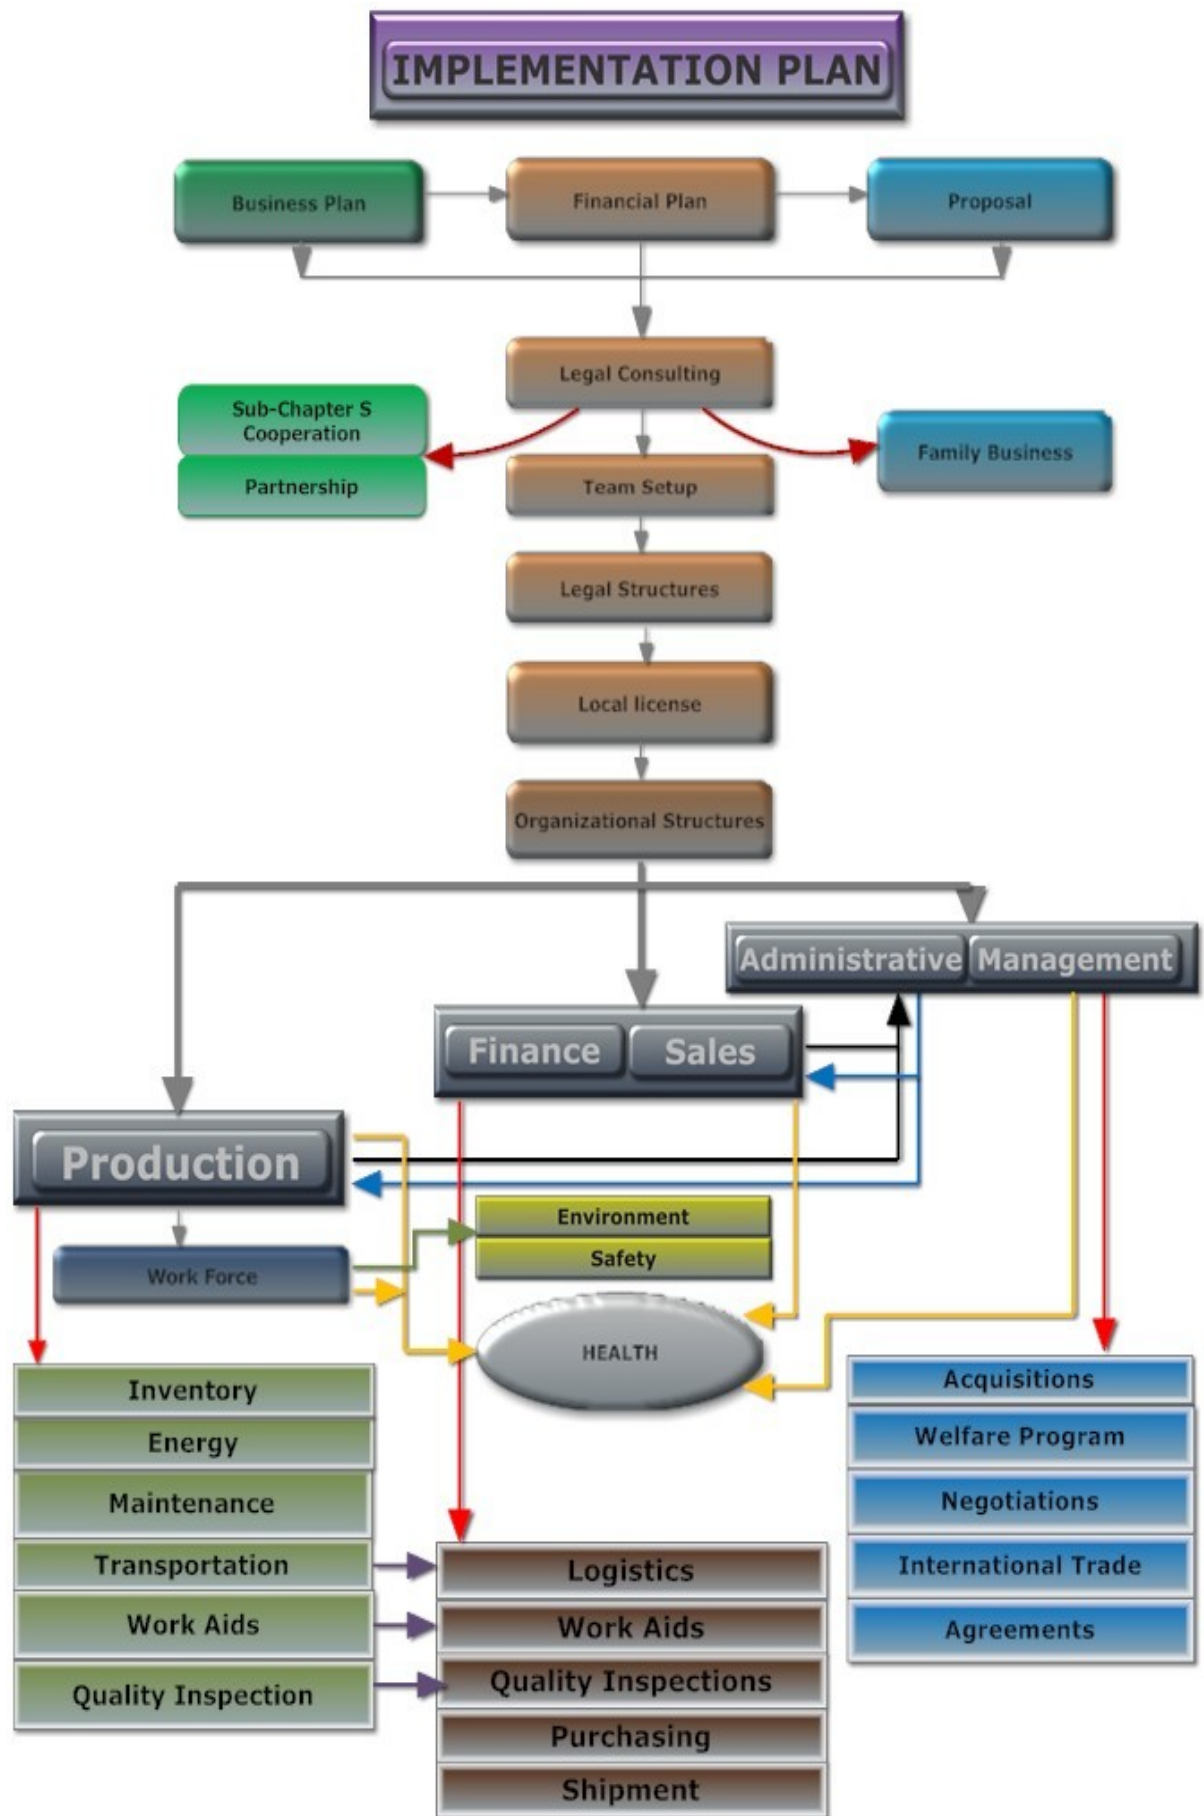 IMPLEMENTATION PLAN
Business Plan
Financial Plan
Proposal
Legal Consulting
Sub-Chapter S
Cooperation
Partnership
Family Business
Team Setup
Legal Structures
Local license
Organizational Structures
Administrative
Management
Finance
Sales
Production
Work Force
Environment
Safety
HEALTH
Inventory
Energy
Maintenance
Transportation
Work Aids
Quality Inspection
Logistics
Work Aids
Quality Inspections
Purchasing
Shipment
Acquisitions
Welfare Program
Negotiations
International Trade
Agreements